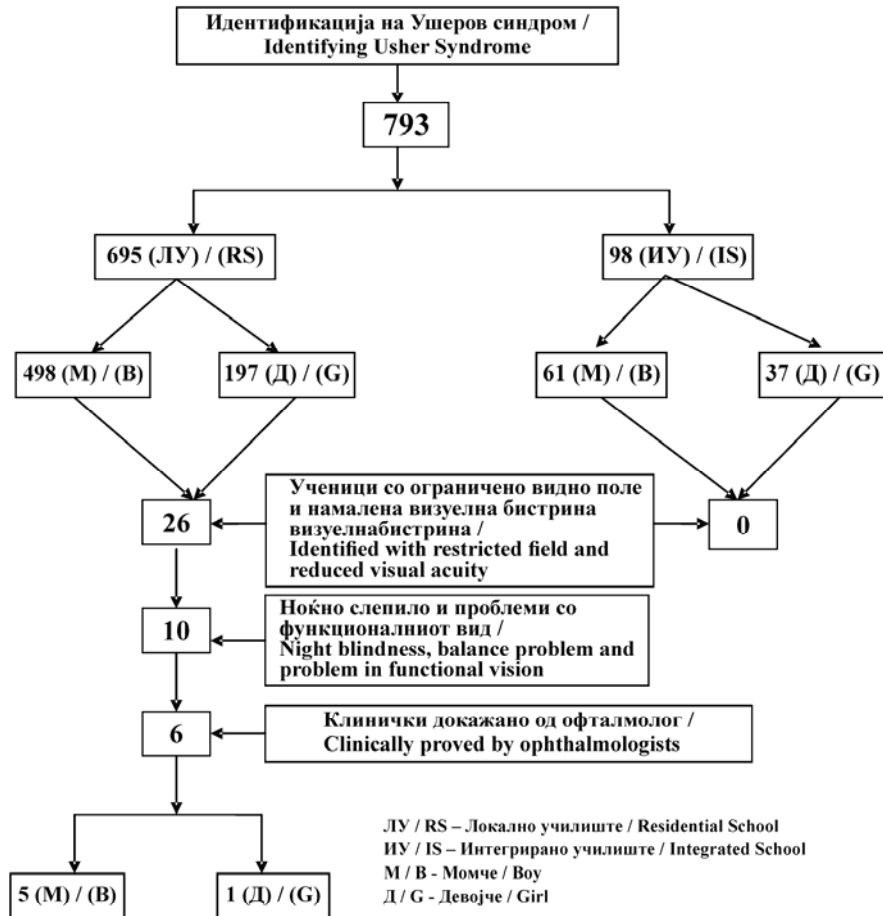 Идентификација на Ушеров синдром /
Identifying Usher Syndrome
793
695 (ЛУ) / (RS)
98 (ИУ) / (IS)
498 (М) / (B)
197 (Д) / (G)
61 (М) / (B)
37 (Д) / (G)
26
Ученици со ограничено видно поле
и намалена визуелна бистрина
визуелнабистрина /
Identified with restricted field and
reduced visual acuity
0
10
Ноќно слепило и проблеми со
функционалниот вид /
Night blindness, balance problem and
problem in functional vision
6
Клинички докажано од офталмолог /
Clinically proved by ophthalmologists
5 (М) / (B)
1 (Д) / (G)
ЛУ / RS – Локално училиште / Residential School
ИУ / IS – Интегрирано училиште / Integrated School
М / B - Момче / Boy
Д / G - Девојче / Girl